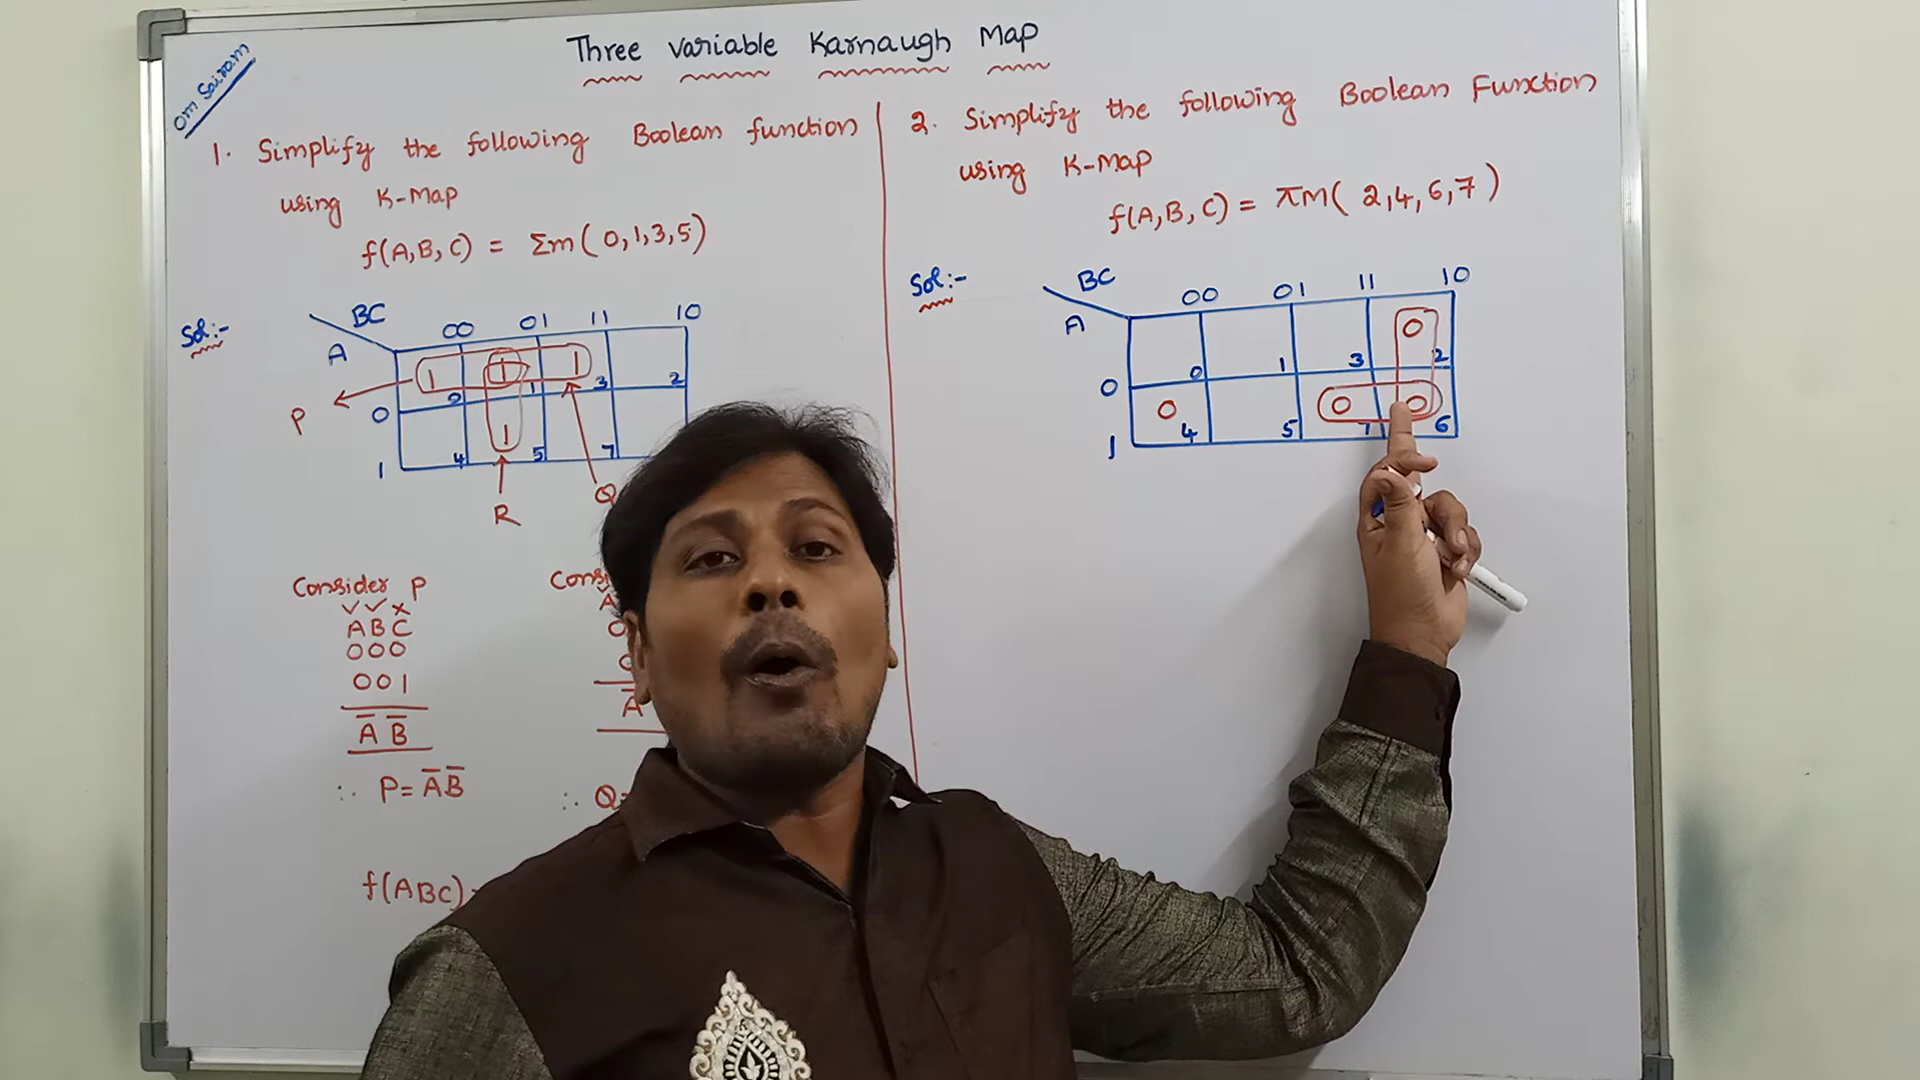 Om Sairam
Three Variable Karnaugh Map
1. Simplify the following Boolean function
using K-Map
f(A,B,C) = Σm( 0,1,3,5)
Sol:-
BC
A
00 01 11 10
0
1 1 1
0 1 3 2
1
1
4 5 7
P
R
Q
Consider P
✓✓×
ABC
000
001
A̅ B̅
∴ P= A̅ B̅
A̅
∴ Q=
f(ABC)
2. Simplify the following Boolean Function
using K-Map
f(A,B,C) = πM( 2,4,6,7)
Sol:-
BC
A
00 01 11 10
0
0
0 1 3 2
1
0 0 0
4 5 7 6